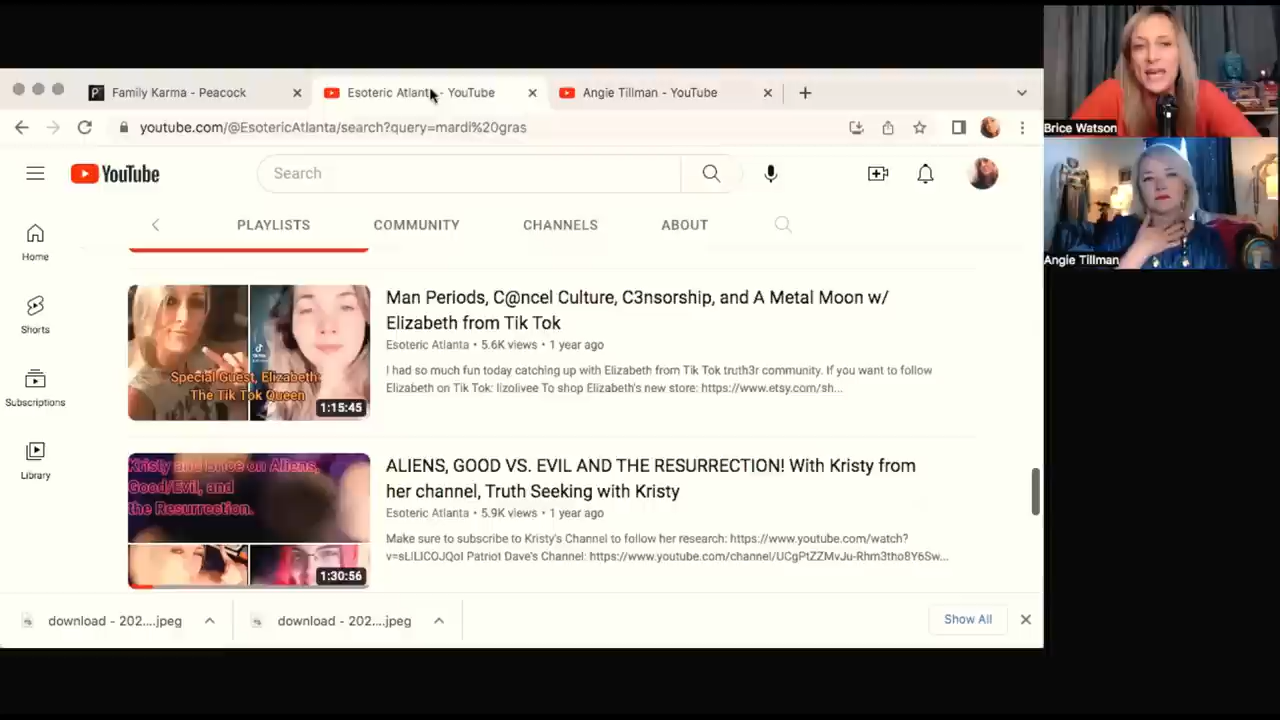 Family Karma - Peacock
Esoteric Atlanta - YouTube
Angie Tillman - YouTube
youtube.com/@EsotericAtlanta/search?query=mardi%20gras
YouTube
Search
PLAYLISTS
COMMUNITY
CHANNELS
ABOUT
Home
Shorts
Subscriptions
Library
Special Guest, Elizabeth:
The Tik Tok Queen
1:15:45
Man Periods, C@ncel Culture, C3nsorship, and A Metal Moon w/
Elizabeth from Tik Tok
Esoteric Atlanta • 5.6K views • 1 year ago
I had so much fun today catching up with Elizabeth from Tik Tok truth3r community. If you want to follow
Elizabeth on Tik Tok: lizolivee To shop Elizabeth's new store: https://www.etsy.com/sh...
Kristy and Brice on Aliens,
Good/Evil, and
the Resurrection.
1:30:56
ALIENS, GOOD VS. EVIL AND THE RESURRECTION! With Kristy from
her channel, Truth Seeking with Kristy
Esoteric Atlanta • 5.9K views • 1 year ago
Make sure to subscribe to Kristy's Channel to follow her research: https://www.youtube.com/watch?
Patriot Dave's Channel:
download - 202....jpeg
download - 202....jpeg
Show All
Brice Watson
Angie Tillman